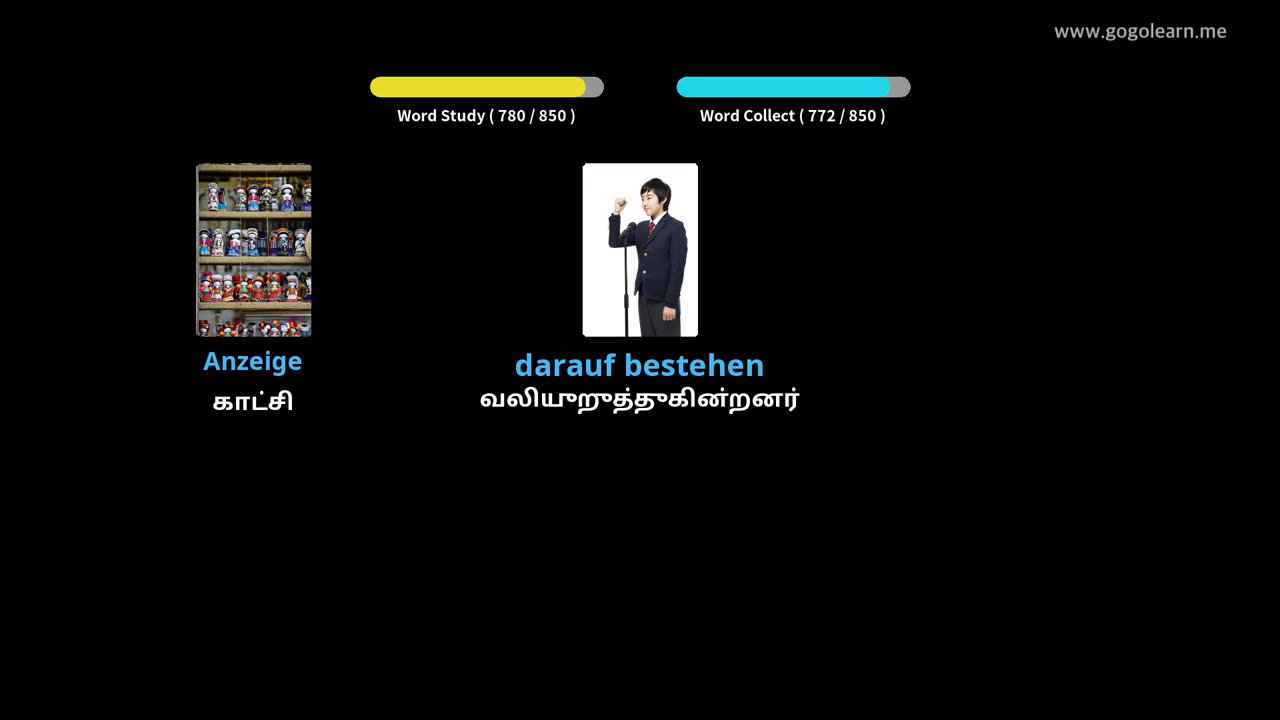 www.gogolearn.me
Word Study ( 780 / 850 )
Word Collect ( 772 / 850 )
Anzeige
காட்சி
darauf bestehen
வலியுறுத்துகின்றனர்